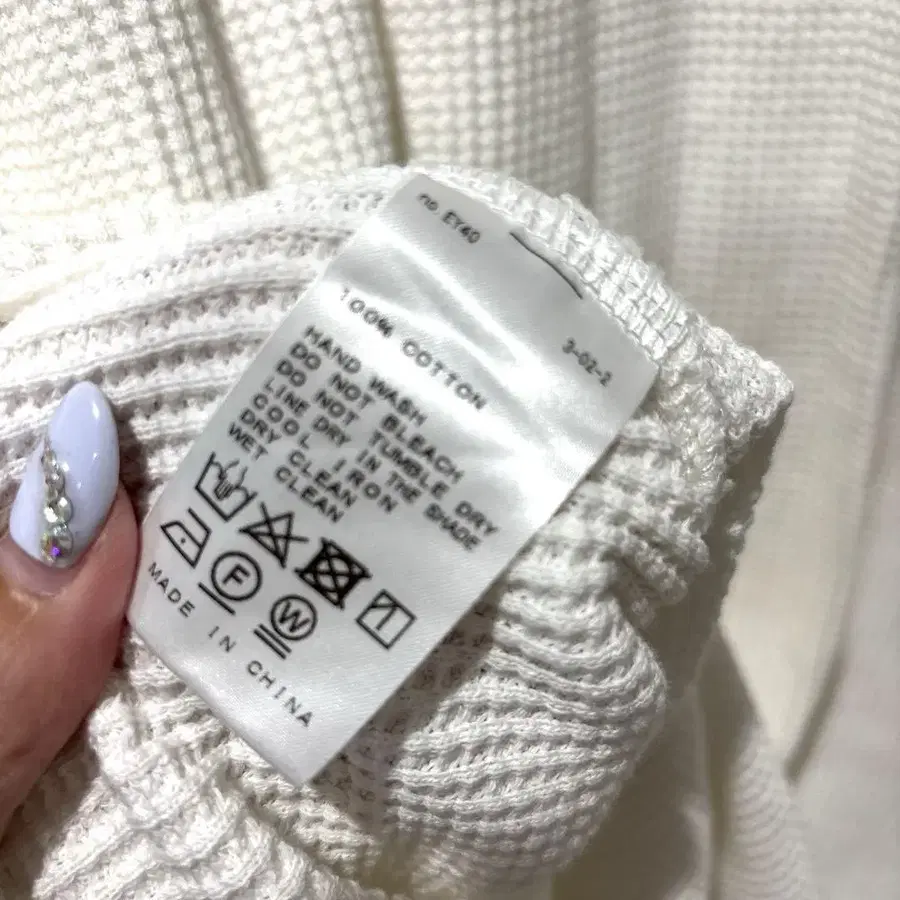 no EY40
3-02-2
100% COTTON
HAND WASH
DO NOT BLEACH
DO NOT TUMBLE DRY
LINE DRY IN THE SHADE
COOL IRON
DRY CLEAN
WET CLEAN
F
W
MADE IN CHINA